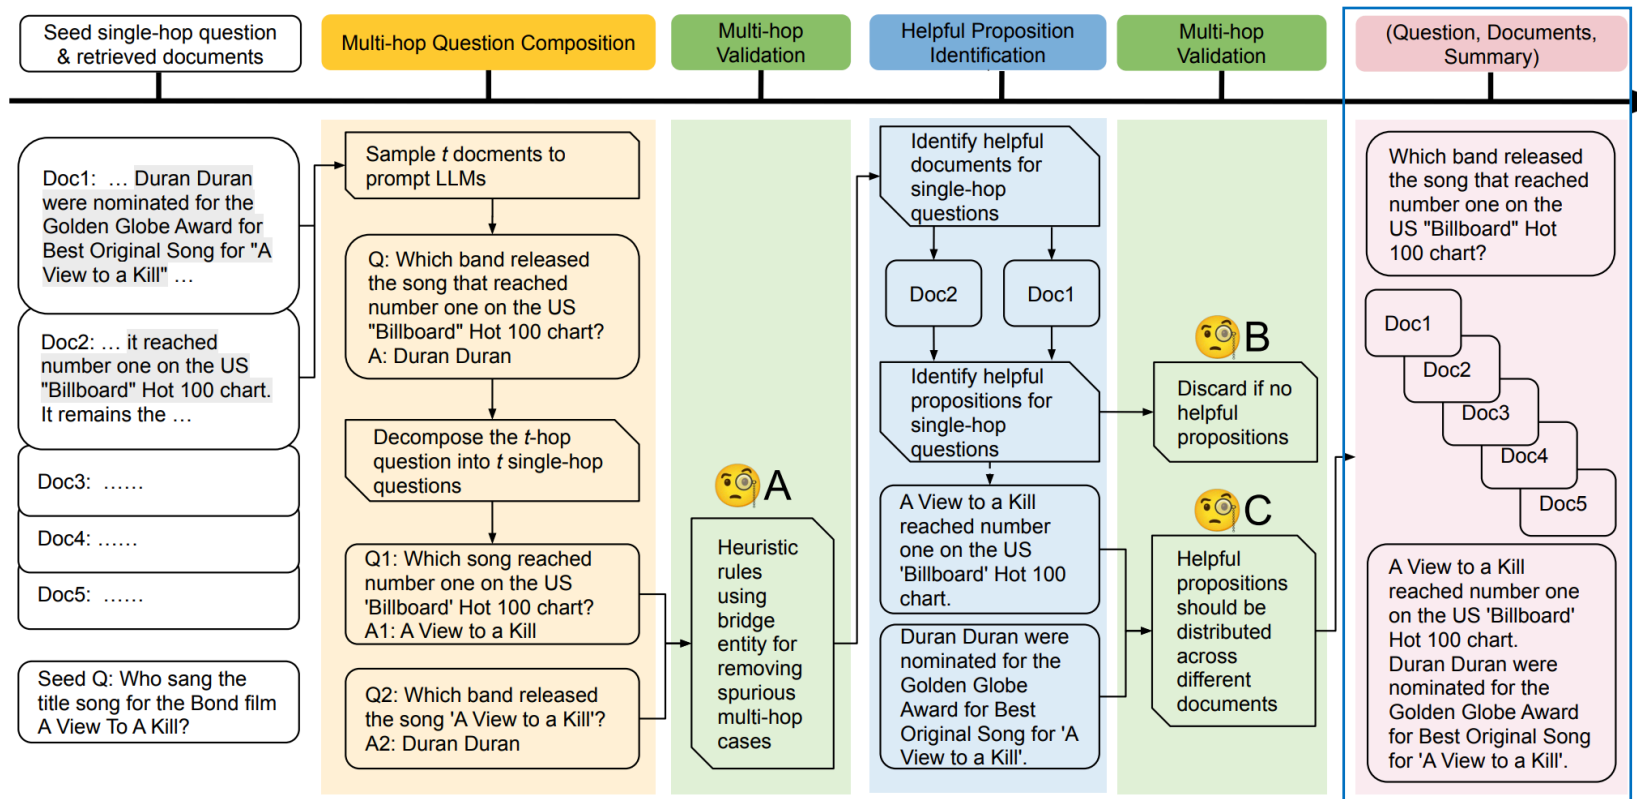 Seed single-hop question
& retrieved documents
Multi-hop Question Composition
Multi-hop
Validation
Helpful Proposition
Identification
Multi-hop
Validation
(Question, Documents,
Summary)
Doc1: … Duran Duran
were nominated for the
Golden Globe Award for
Best Original Song for "A
View to a Kill" …
Doc2: … it reached
number one on the US
"Billboard" Hot 100 chart.
It remains the …
Doc3: ……
Doc4: ……
Doc5: ……
Seed Q: Who sang the
title song for the Bond film
A View To A Kill?
Sample t docments to
prompt LLMs
Q: Which band released
the song that reached
number one on the US
"Billboard" Hot 100 chart?
A: Duran Duran
Decompose the t-hop
question into t single-hop
questions
Q1: Which song reached
number one on the US
'Billboard' Hot 100 chart?
A1: A View to a Kill
Q2: Which band released
the song 'A View to a Kill'?
A2: Duran Duran
A
Heuristic
rules
using
bridge
entity for
removing
spurious
multi-hop
cases
Identify helpful
documents for
single-hop
questions
Doc2
Doc1
Identify helpful
propositions for
single-hop
questions
A View to a Kill
reached number
one on the US
'Billboard' Hot 100
chart.
Duran Duran were
nominated for the
Golden Globe
Award for Best
Original Song for 'A
View to a Kill'.
B
Discard if no
helpful
propositions
C
Helpful
propositions
should be
distributed
across
different
documents
Which band released
the song that reached
number one on the
US "Billboard" Hot
100 chart?
Doc1
Doc2
Doc3
Doc4
Doc5
A View to a Kill
reached number one
on the US 'Billboard'
Hot 100 chart.
Duran Duran were
nominated for the
Golden Globe Award
for Best Original Song
for 'A View to a Kill'.